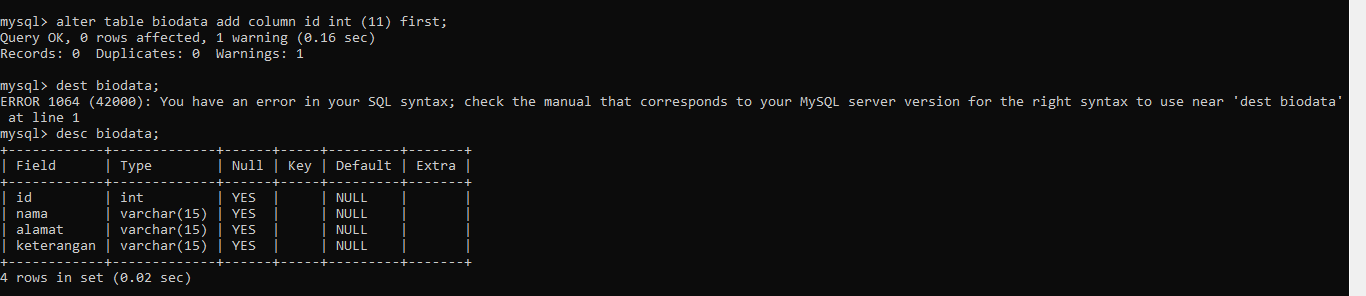 mysql> alter table biodata add column id int (11) first;
Query OK, 0 rows affected, 1 warning (0.16 sec)
Records: 0  Duplicates: 0  Warnings: 1

mysql> dest biodata;
ERROR 1064 (42000): You have an error in your SQL syntax; check the manual that corresponds to your MySQL server version for the right syntax to use near 'dest biodata'
 at line 1
mysql> desc biodata;
+------------+-------------+------+-----+---------+-------+
| Field      | Type        | Null | Key | Default | Extra |
+------------+-------------+------+-----+---------+-------+
| id         | int         | YES  |     | NULL    |       |
| nama       | varchar(15) | YES  |     | NULL    |       |
| alamat     | varchar(15) | YES  |     | NULL    |       |
| keterangan | varchar(15) | YES  |     | NULL    |       |
+------------+-------------+------+-----+---------+-------+
4 rows in set (0.02 sec)